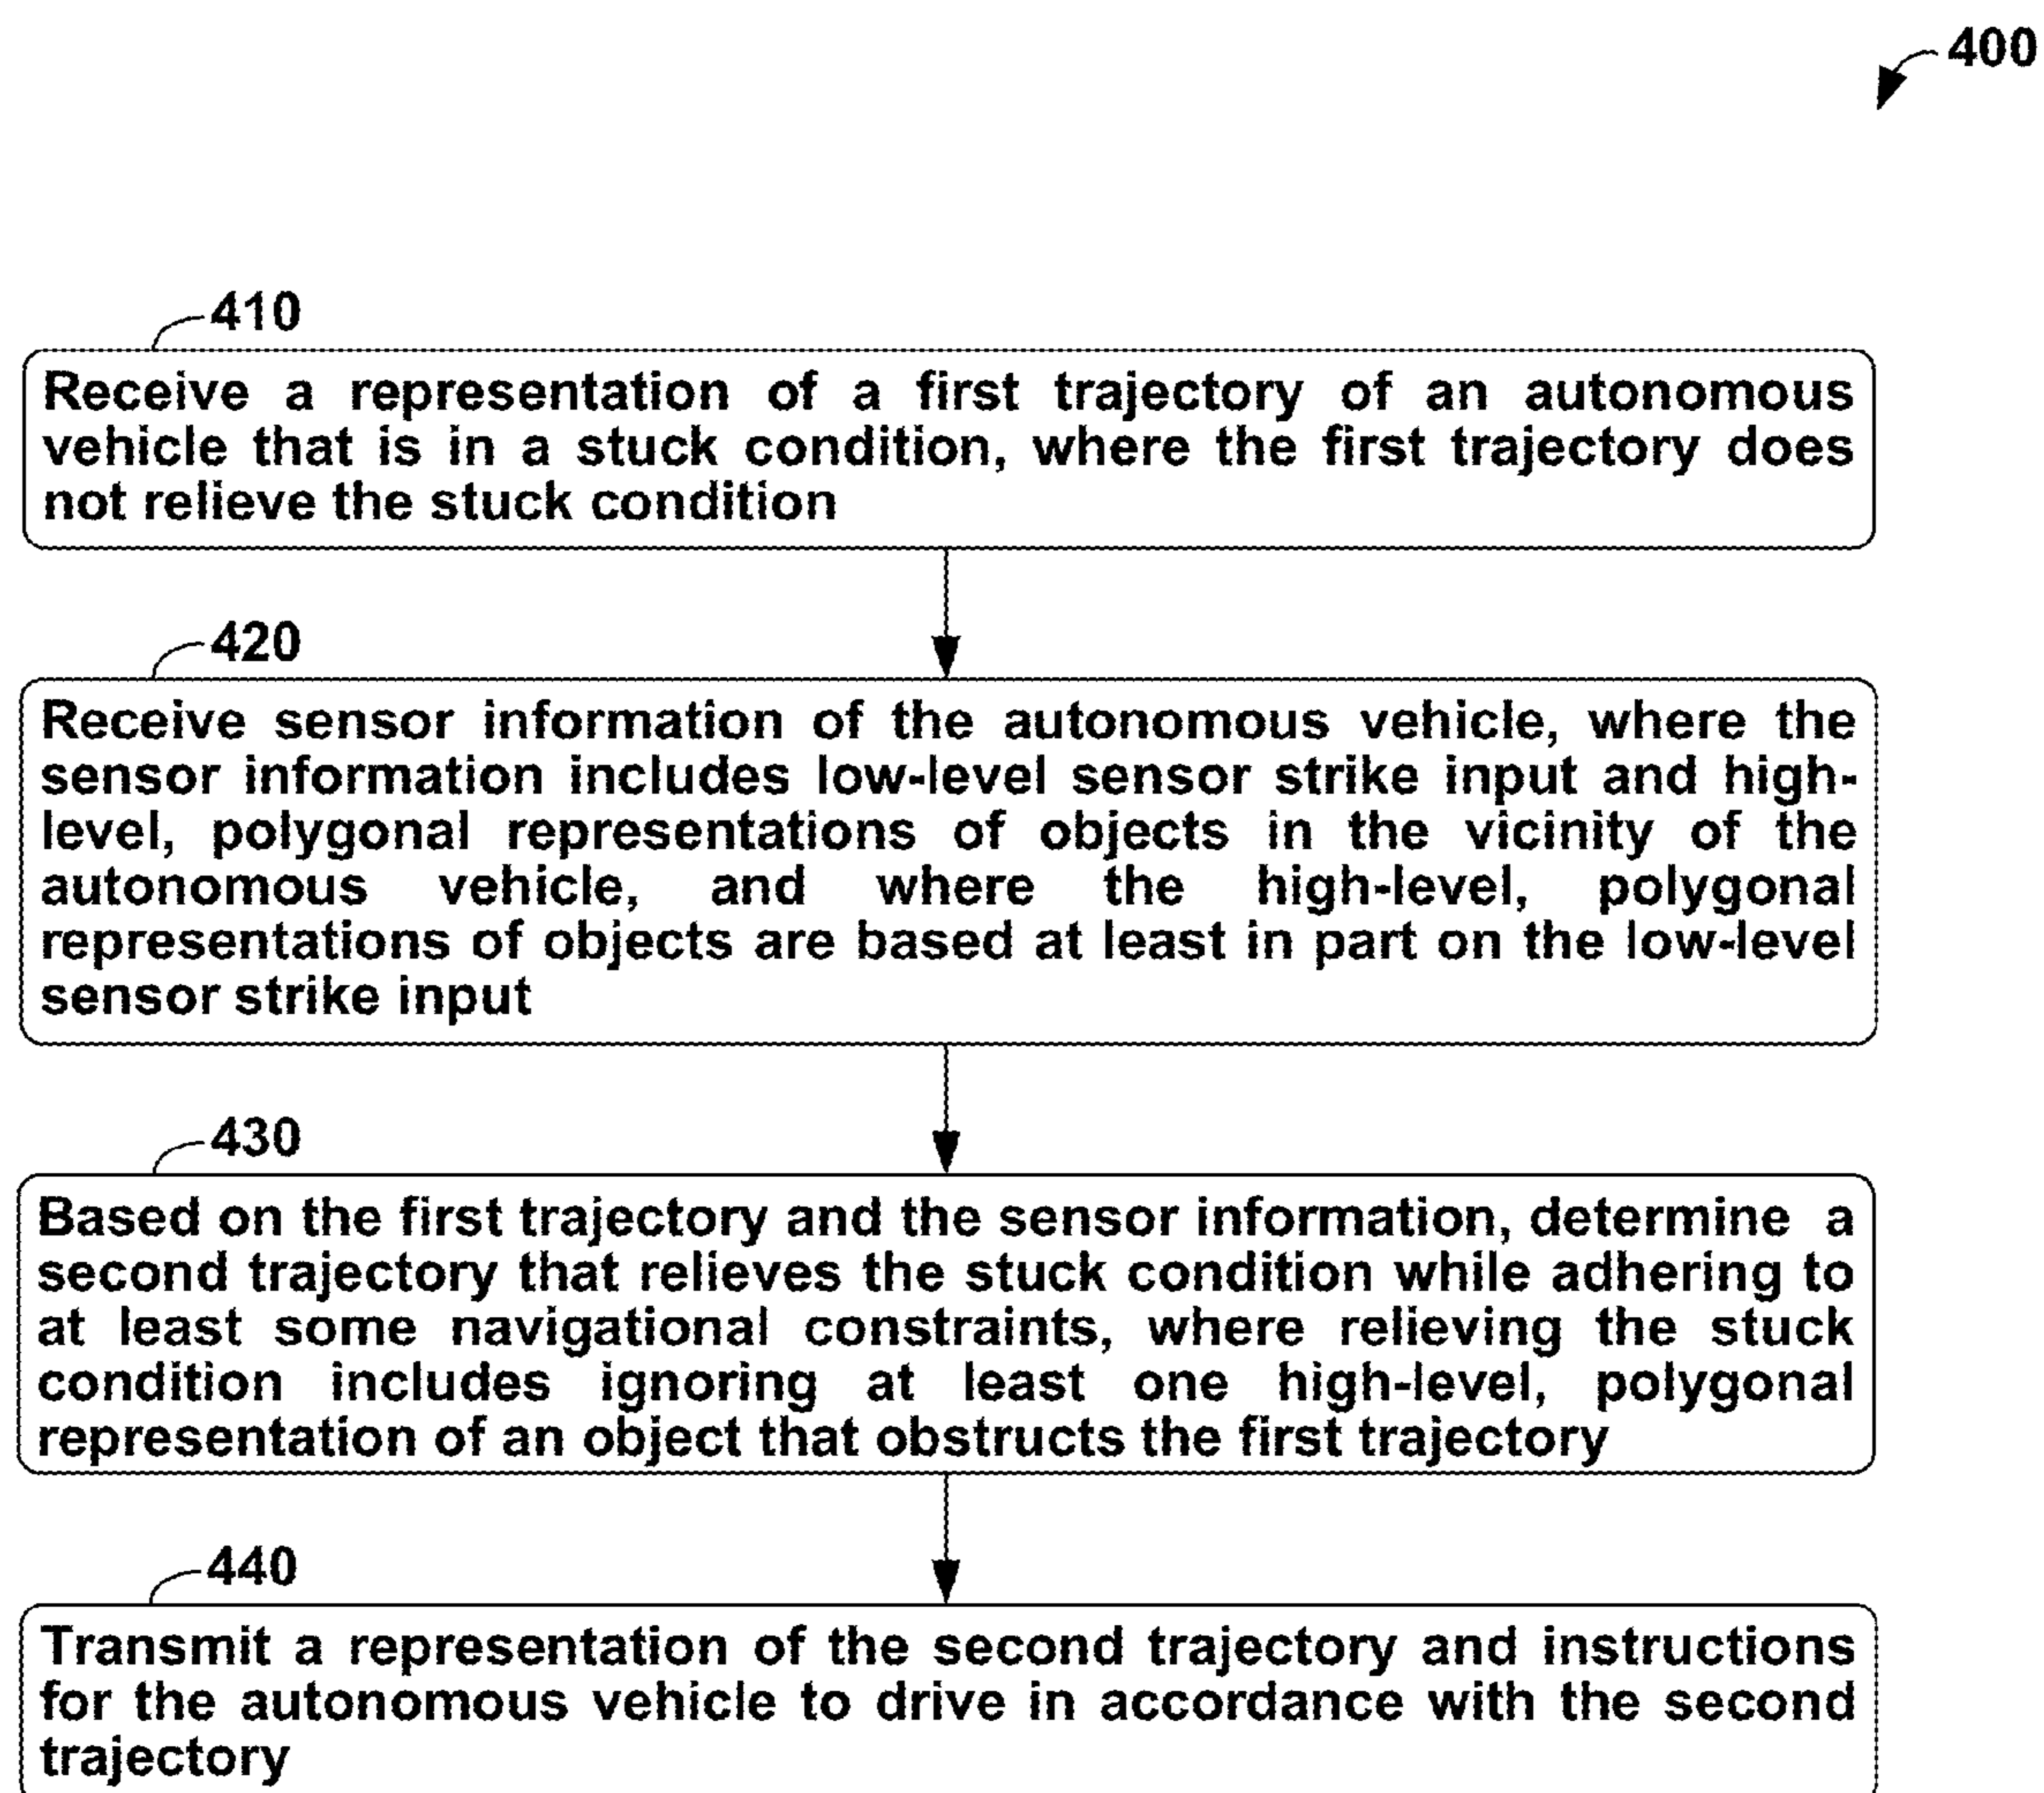 400
410
Receive a representation of a first trajectory of an autonomous
vehicle that is in a stuck condition, where the first trajectory does
not relieve the stuck condition
420
Receive sensor information of the autonomous vehicle, where the
sensor information includes low-level sensor strike input and high-
level, polygonal representations of objects in the vicinity of the
autonomous vehicle, and where the high-level, polygonal
representations of objects are based at least in part on the low-level
sensor strike input
430
Based on the first trajectory and the sensor information, determine a
second trajectory that relieves the stuck condition while adhering to
at least some navigational constraints, where relieving the stuck
condition includes ignoring at least one high-level, polygonal
representation of an object that obstructs the first trajectory
440
Transmit a representation of the second trajectory and instructions
for the autonomous vehicle to drive in accordance with the second
trajectory